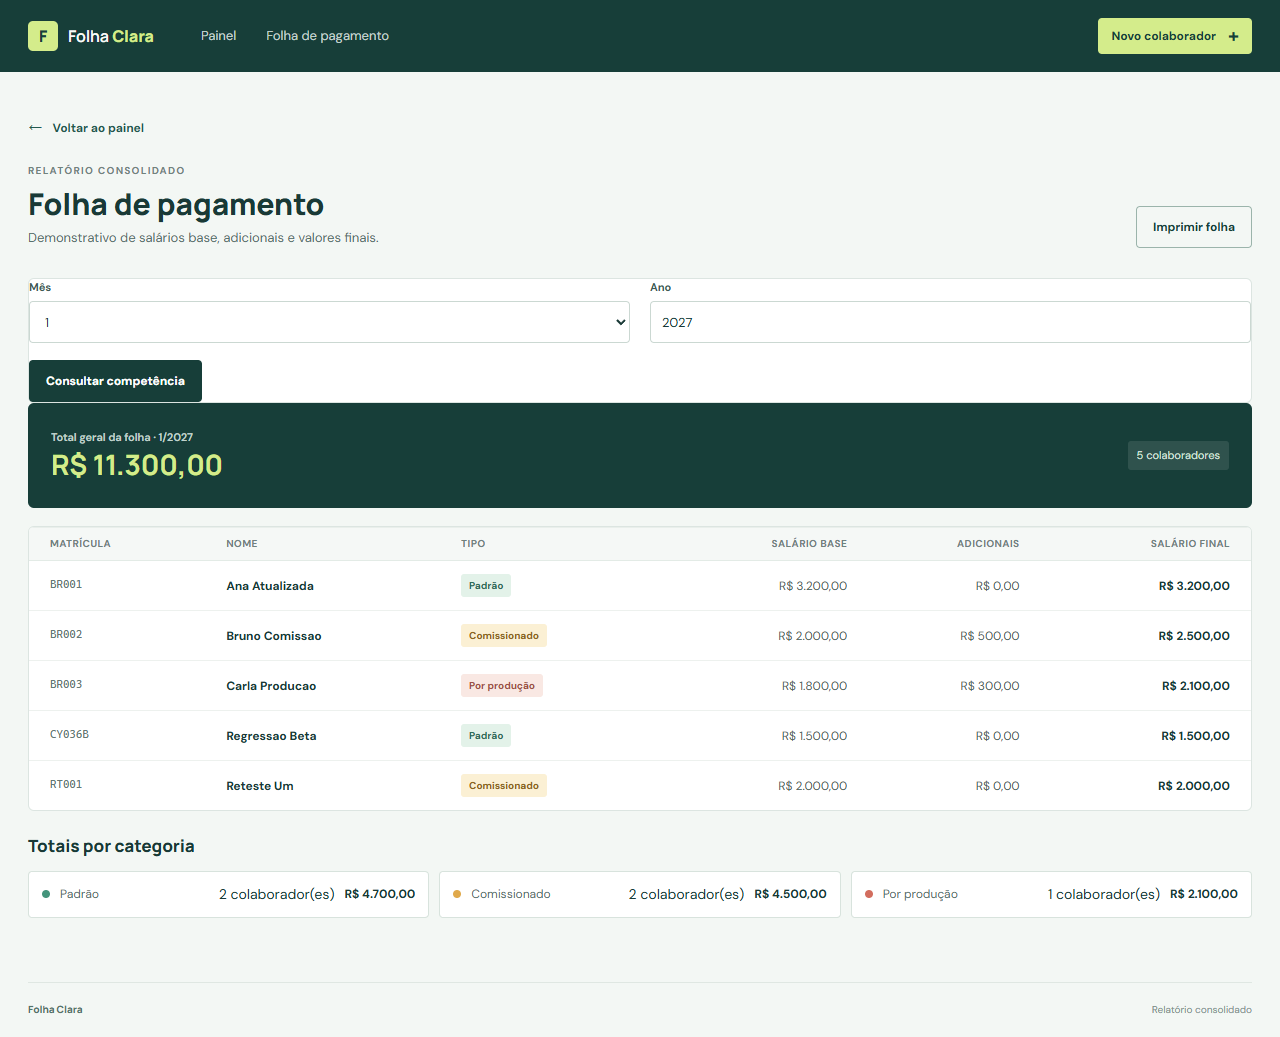 F Folha Clara Painel Folha de pagamento Novo colaborador +
← Voltar ao painel
RELATÓRIO CONSOLIDADO
Folha de pagamento
Demonstrativo de salários base, adicionais e valores finais.
Imprimir folha
Mês Ano
1 2027
Consultar competência
Total geral da folha · 1/2027
R$ 11.300,00
5 colaboradores
MATRÍCULA NOME TIPO SALÁRIO BASE ADICIONAIS SALÁRIO FINAL
BR001 Ana Atualizada Padrão R$ 3.200,00 R$ 0,00 R$ 3.200,00
BR002 Bruno Comissao Comissionado R$ 2.000,00 R$ 500,00 R$ 2.500,00
BR003 Carla Producao Por produção R$ 1.800,00 R$ 300,00 R$ 2.100,00
CY036B Regressao Beta Padrão R$ 1.500,00 R$ 0,00 R$ 1.500,00
RT001 Reteste Um Comissionado R$ 2.000,00 R$ 0,00 R$ 2.000,00
Totais por categoria
Padrão 2 colaborador(es) R$ 4.700,00 Comissionado 2 colaborador(es) R$ 4.500,00 Por produção 1 colaborador(es) R$ 2.100,00
Folha Clara Relatório consolidado